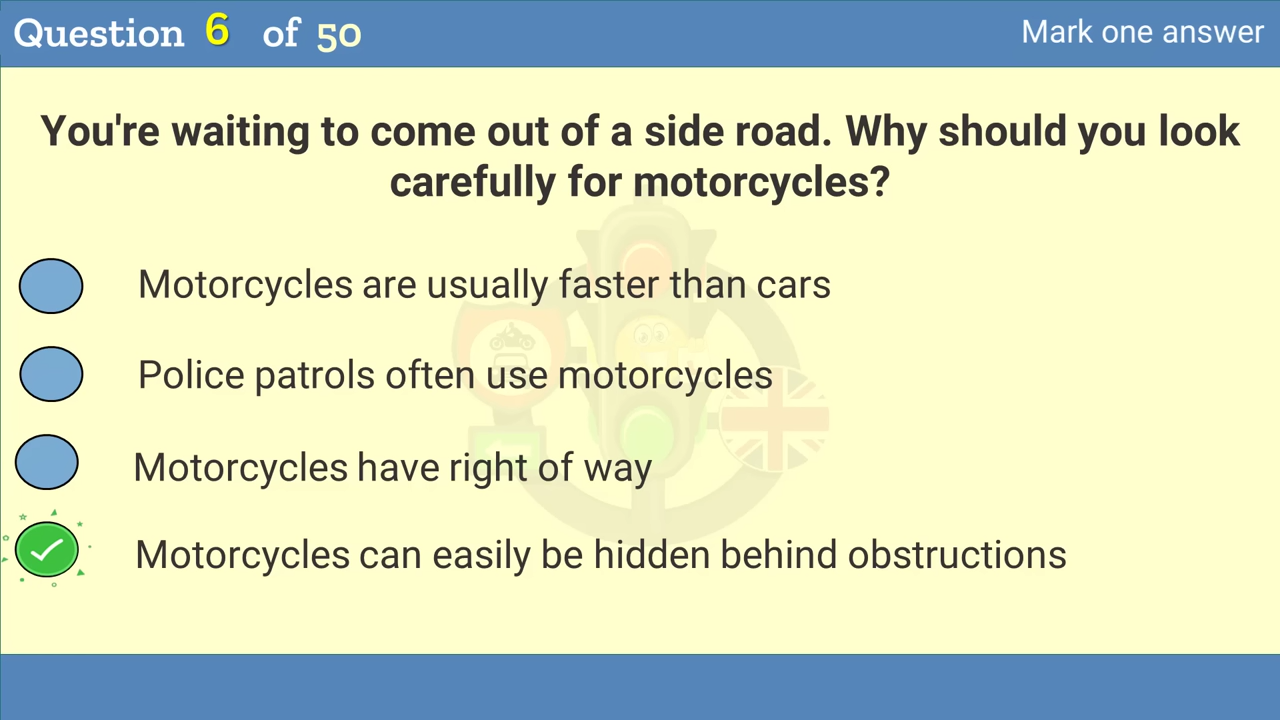 Question 6 of 50
Mark one answer
You're waiting to come out of a side road. Why should you look
carefully for motorcycles?
Motorcycles are usually faster than cars
Police patrols often use motorcycles
Motorcycles have right of way
Motorcycles can easily be hidden behind obstructions